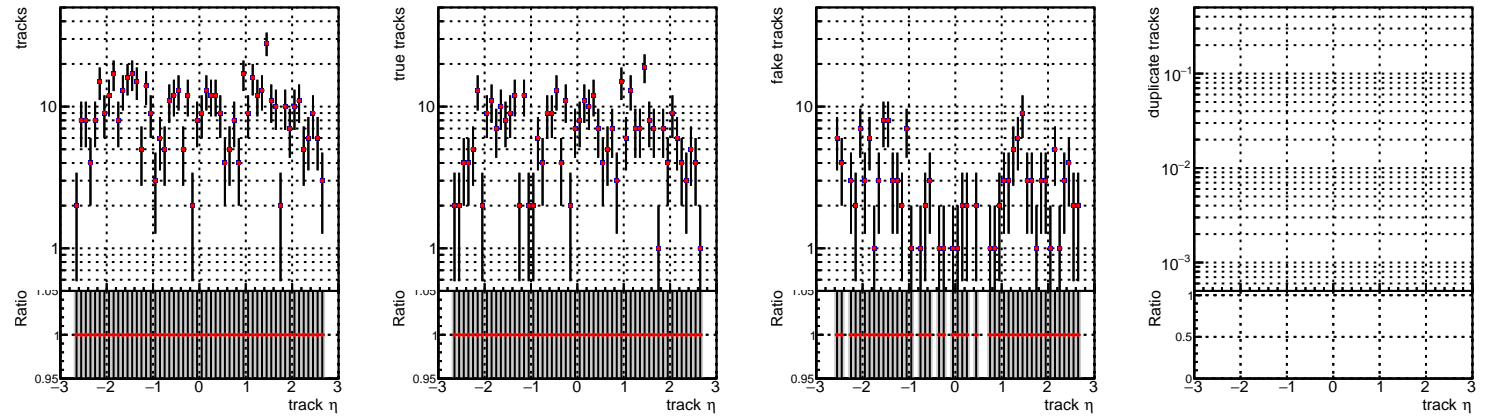 tracks
10
1
Ratio
1.05
1
0.95
−3 −2 −1 0 1 2 3
track η
true tracks
10
1
Ratio
1.05
1
0.95
−3 −2 −1 0 1 2 3
track η
fake tracks
10
1
Ratio
1.05
1
0.95
−3 −2 −1 0 1 2 3
track η
duplicate tracks
10−1
10−2
10−3
Ratio
1
0.5
0
−3 −2 −1 0 1 2 3
track η